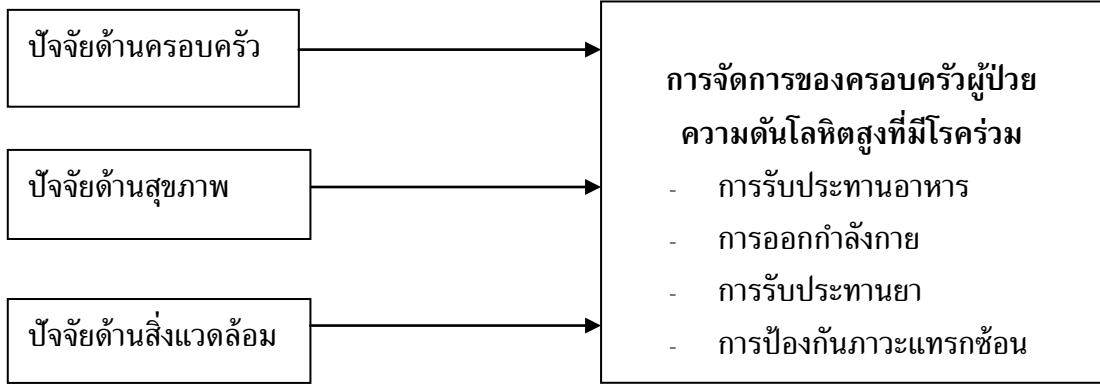 ปัจจัยด้านครอบครัว
ปัจจัยด้านสุขภาพ
ปัจจัยด้านสิ่งแวดล้อม
การจัดการของครอบครัวผู้ป่วย
ความดันโลหิตสูงที่มีโรคร่วม
- การรับประทานอาหาร
- การออกกำลังกาย
- การรับประทานยา
- การป้องกันภาวะแทรกซ้อน